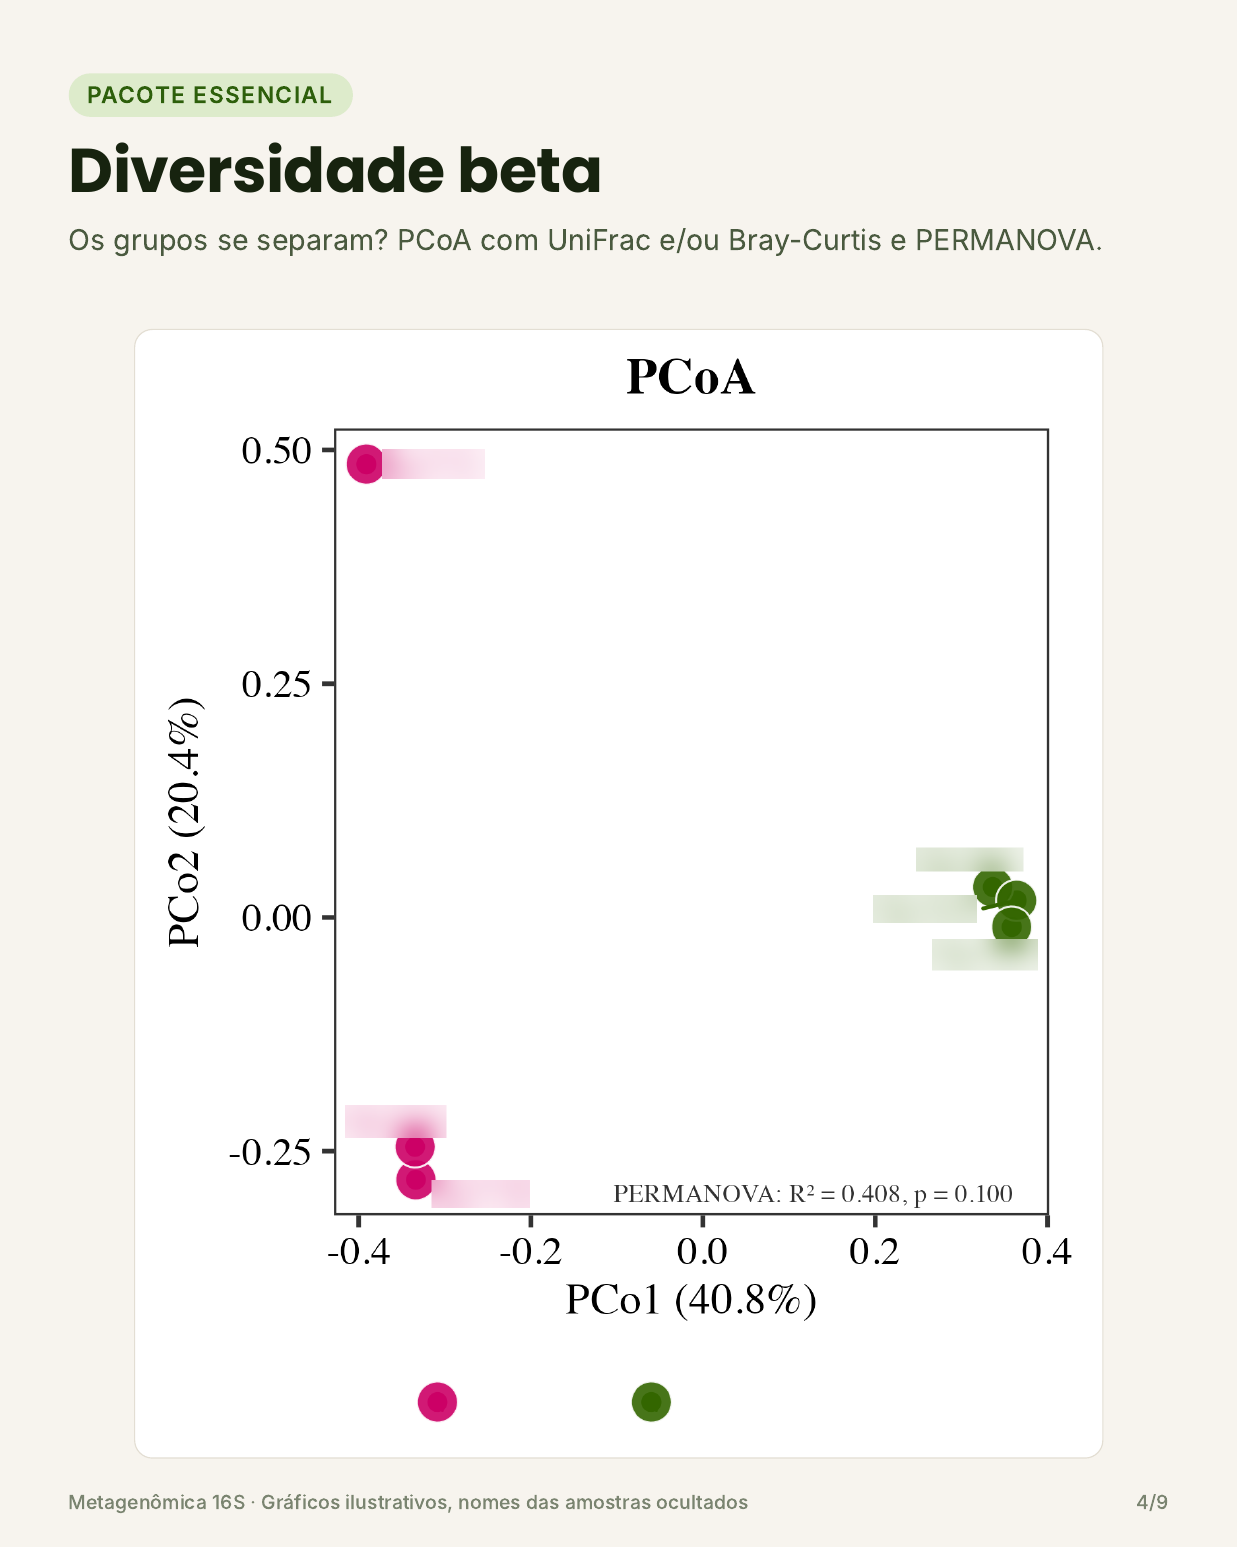 PACOTE ESSENCIAL
Diversidade beta
Os grupos se separam? PCoA com UniFrac e/ou Bray-Curtis e PERMANOVA.
PCoA
0.50
0.25
0.00
-0.25
PCo2 (20.4%)
PERMANOVA: R² = 0.408, p = 0.100
-0.4 -0.2 0.0 0.2 0.4
PCo1 (40.8%)
Metagenômica 16S · Gráficos ilustrativos, nomes das amostras ocultados
4/9